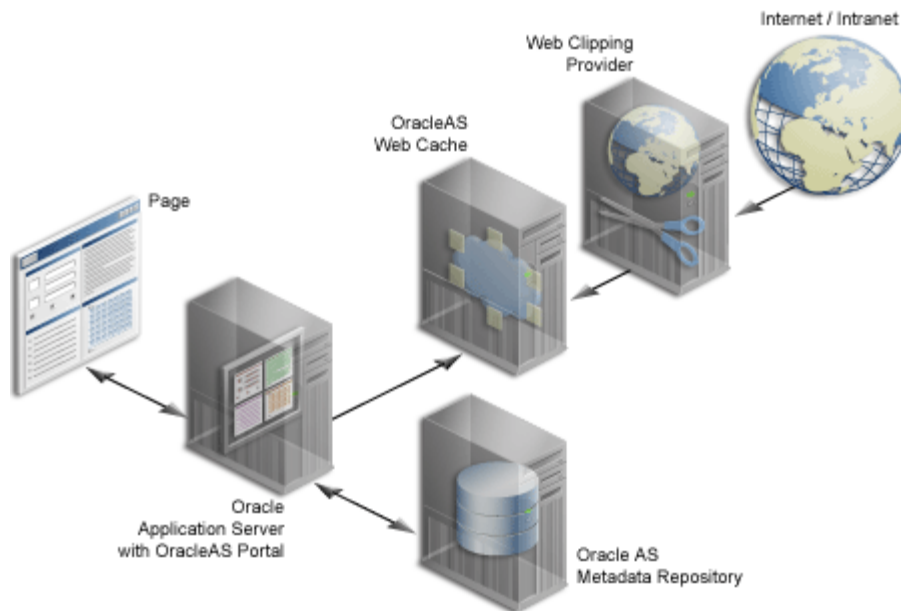 Internet / Intranet
Web Clipping
Provider
OracleAS
Web Cache
Page
Oracle
Application Server
with OracleAS Portal
Oracle AS
Metadata Repository